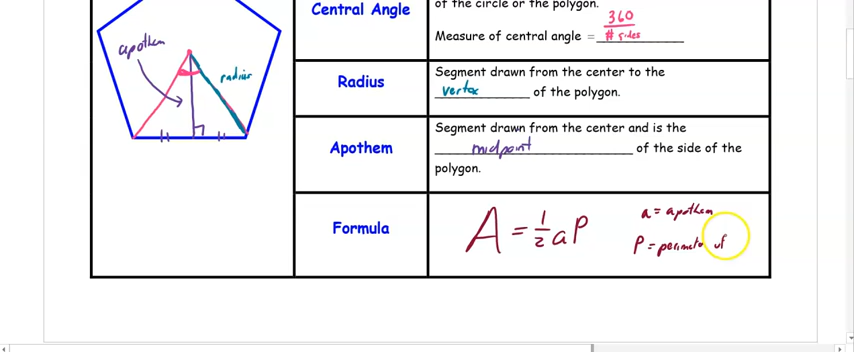 Central Angle
of the circle or the polygon.
Measure of central angle = 360 / # sides
apothem
radius
Radius
Segment drawn from the center to the
vertex of the polygon.
Apothem
Segment drawn from the center and is the
midpoint of the side of the
polygon.
Formula
A = 1/2 aP
a = apothem
P = perimeter of